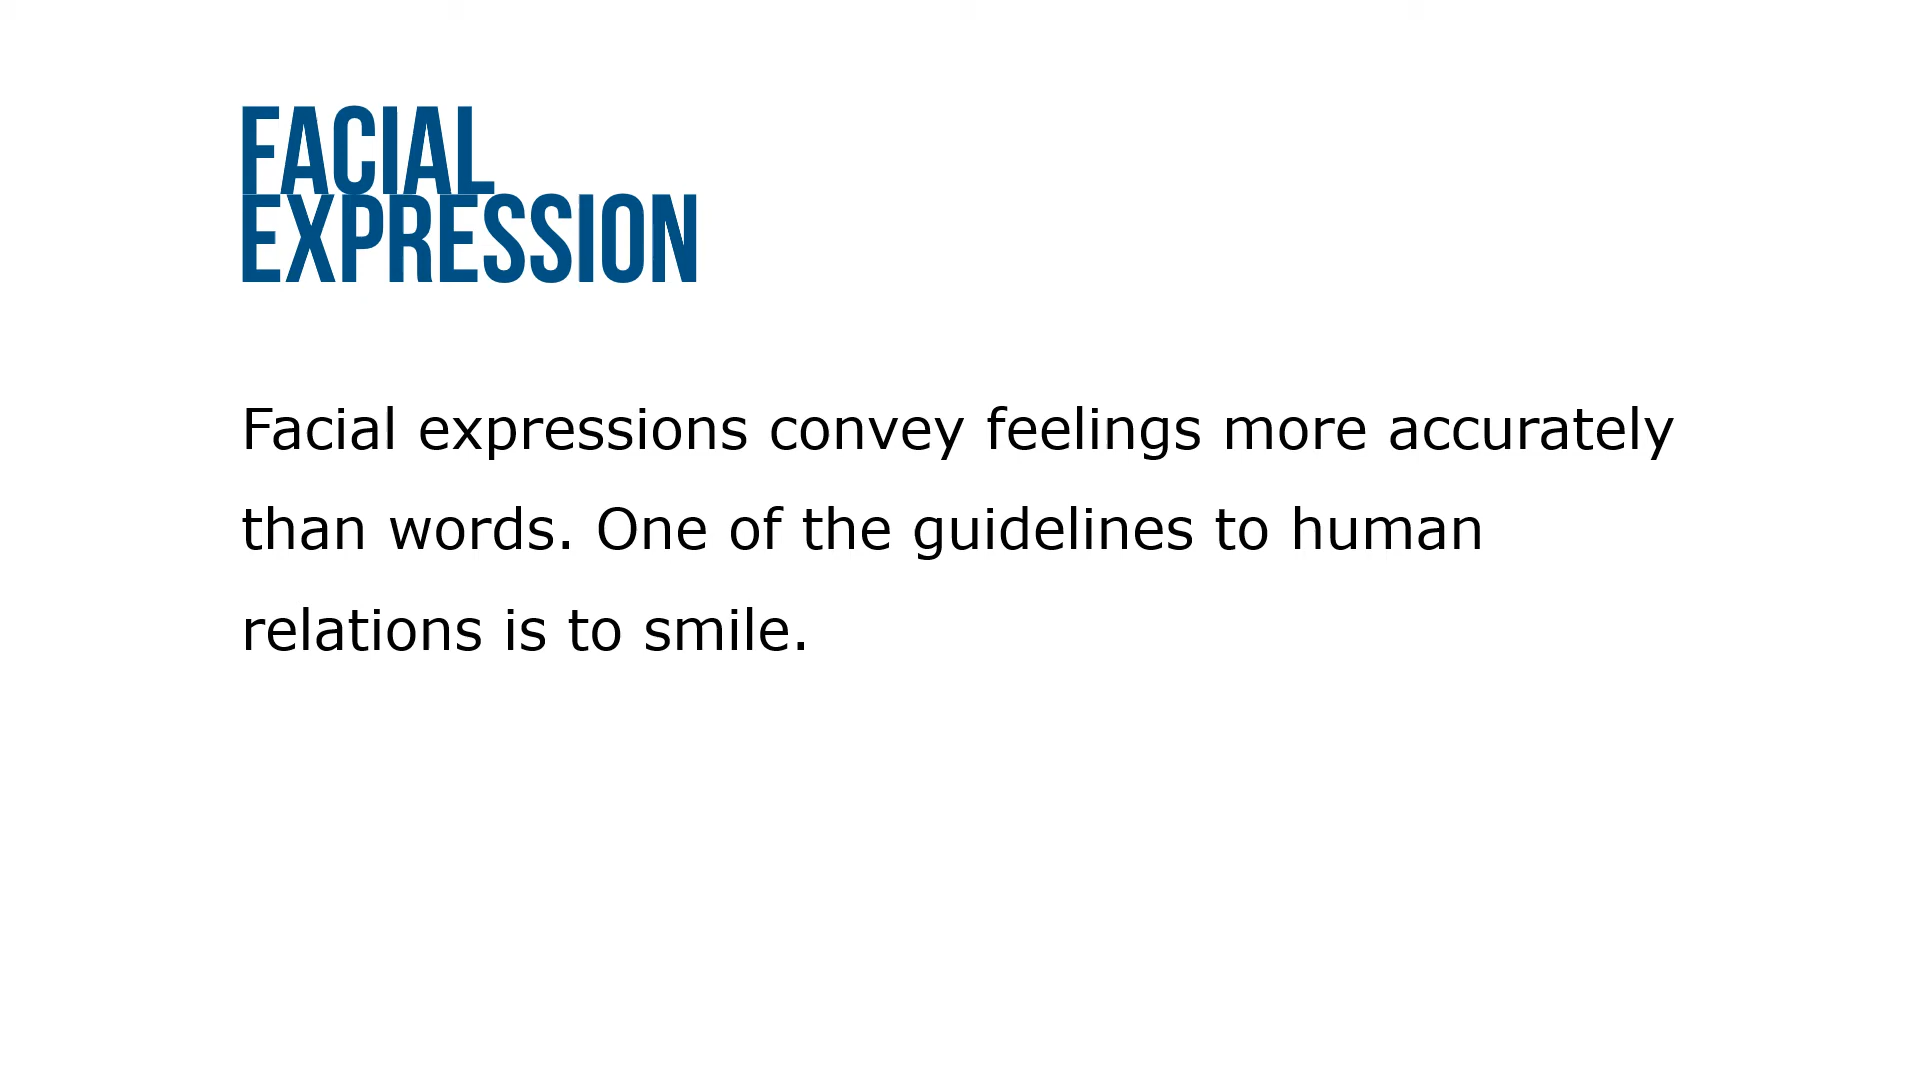 FACIAL
EXPRESSION
Facial expressions convey feelings more accurately
than words. One of the guidelines to human
relations is to smile.